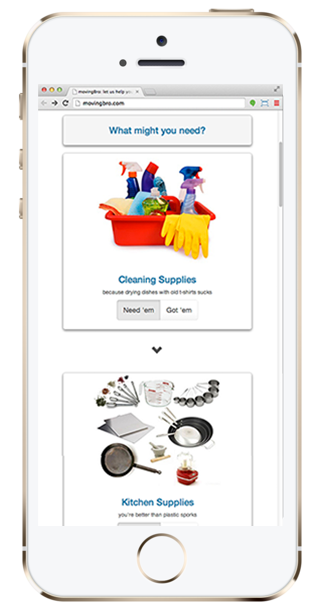 movingBro: let us help you
movingbro.com
What might you need?
Cleaning Supplies
because drying dishes with old t-shirts sucks
Need 'em
Got 'em
Kitchen Supplies
you're better than plastic sporks